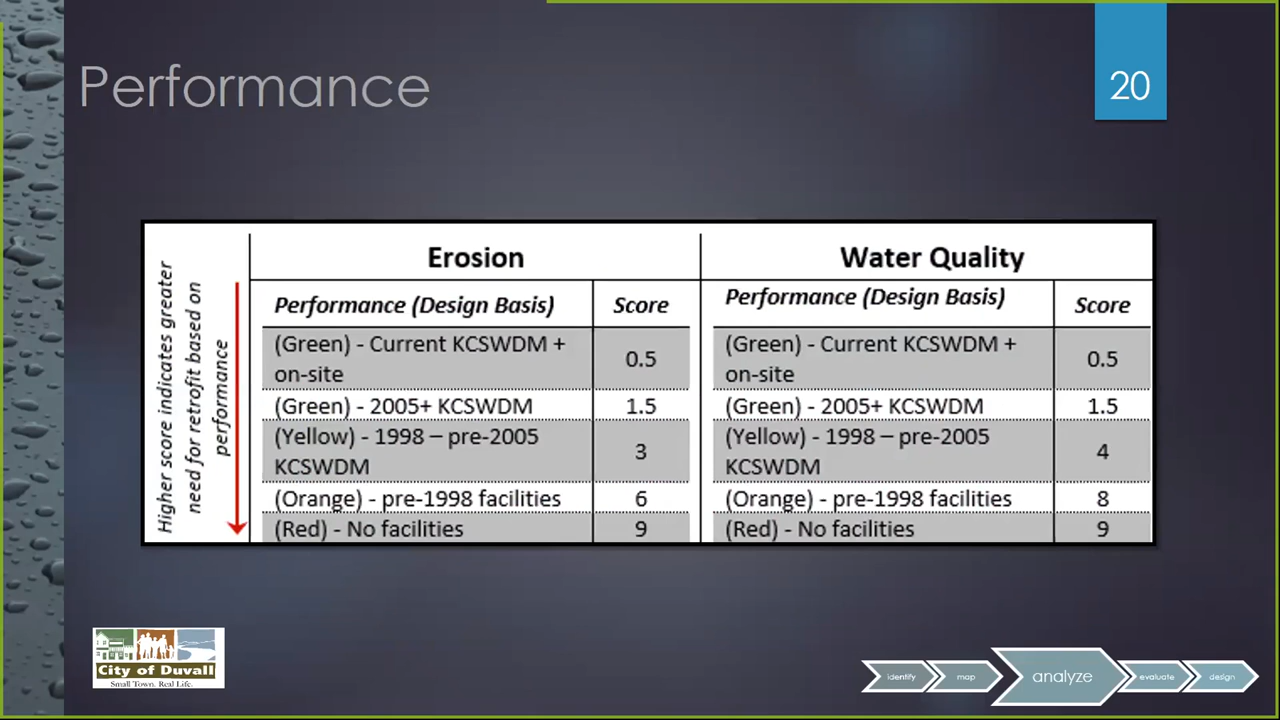 Performance
20
Higher score indicates greater
need for retrofit based on
performance
Erosion
Water Quality
Performance (Design Basis)
Score
Performance (Design Basis)
Score
(Green) - Current KCSWDM +
on-site
0.5
(Green) - Current KCSWDM +
on-site
0.5
(Green) - 2005+ KCSWDM
1.5
(Green) - 2005+ KCSWDM
1.5
(Yellow) - 1998 – pre-2005
KCSWDM
3
(Yellow) - 1998 – pre-2005
KCSWDM
4
(Orange) - pre-1998 facilities
6
(Orange) - pre-1998 facilities
8
(Red) - No facilities
9
(Red) - No facilities
9
City of Duvall
Small Town. Real Life.
identify
map
analyze
evaluate
design